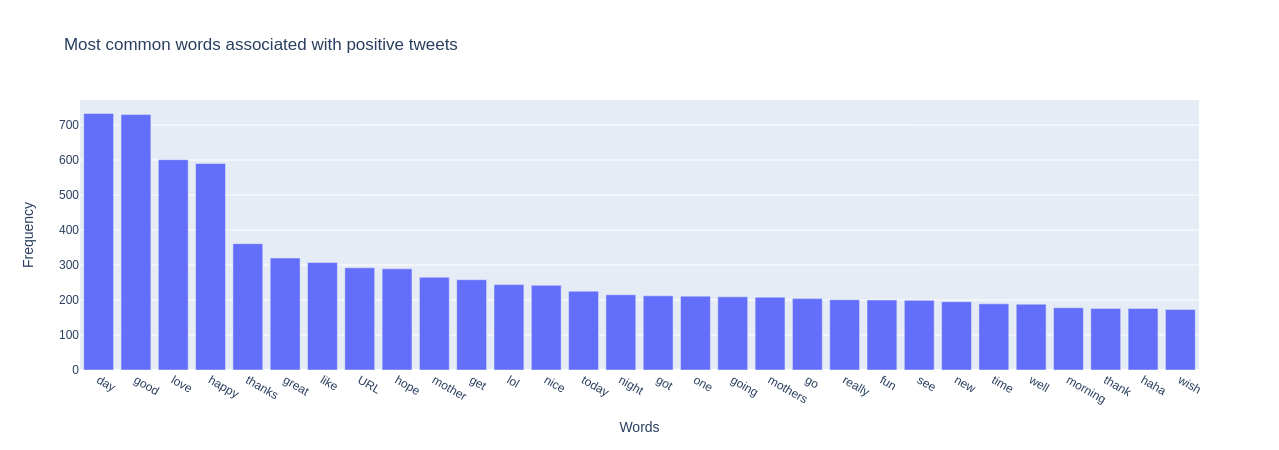 Most common words associated with positive tweets
Frequency
700
600
500
400
300
200
100
0
day good love happy thanks great like URL hope mother get lol nice today night got one going mothers go really fun see new time well morning thank haha wish
Words